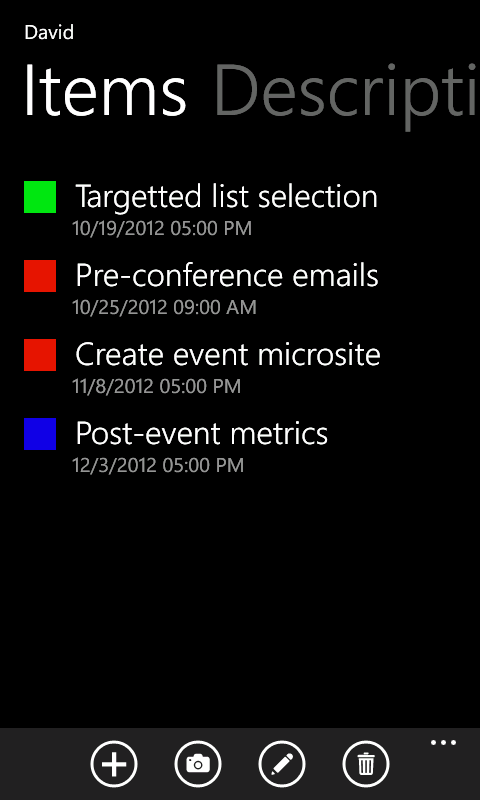 David
Items Descripti
Targetted list selection
10/19/2012 05:00 PM
Pre-conference emails
10/25/2012 09:00 AM
Create event microsite
11/8/2012 05:00 PM
Post-event metrics
12/3/2012 05:00 PM